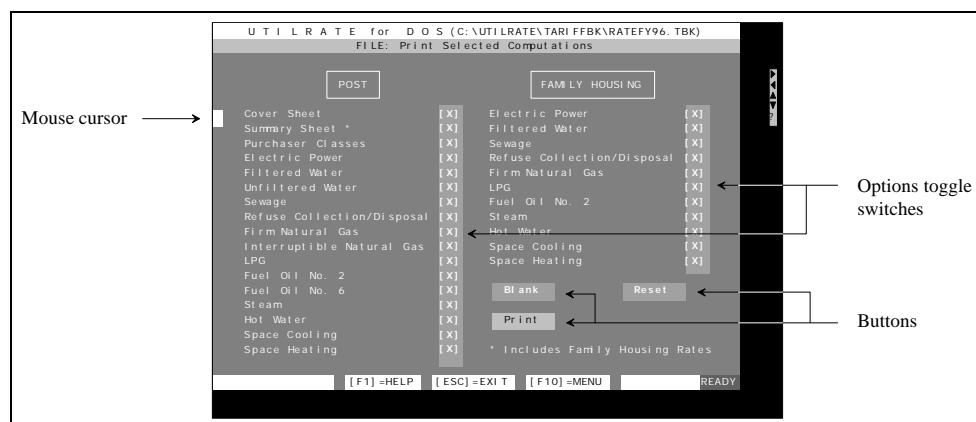 UTILRATE for DOS (C:\UTILRATE\TARIFFBK\RATEFY96.TBK)
FILE: Print Selected Computations
POST
Cover Sheet [X]
Summary Sheet * [X]
Purchaser Classes [X]
Electric Power [X]
Filtered Water [X]
Unfiltered Water [X]
Sewage [X]
Refuse Collection/Disposal [X]
Firm Natural Gas [X]
Interruptible Natural Gas [X]
LPG [X]
Fuel Oil No. 2 [X]
Fuel Oil No. 6 [X]
Steam [X]
Hot Water [X]
Space Cooling [X]
Space Heating [X]
FAMILY HOUSING
Electric Power [X]
Filtered Water [X]
Sewage [X]
Refuse Collection/Disposal [X]
Firm Natural Gas [X]
LPG [X]
Fuel Oil No. 2 [X]
Steam [X]
Hot Water [X]
Space Cooling [X]
Space Heating [X]
Blank Reset
Print
* Includes Family Housing Rates
[F1]=HELP [ESC]=EXIT [F10]=MENU READY
?
Mouse cursor
Options toggle
switches
Buttons